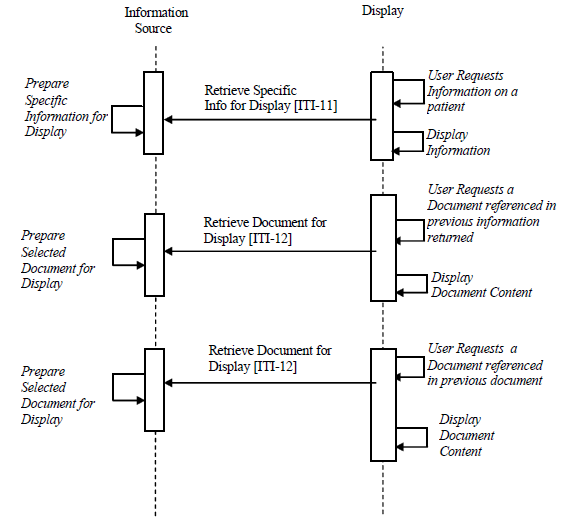 Information
Source
Display
Prepare
Specific
Information for
Display
Retrieve Specific
Info for Display [ITI-11]
User Requests
Information on a
patient
Display
Information
User Requests a
Document referenced in
previous information
returned
Retrieve Document for
Display [ITI-12]
Prepare
Selected
Document for
Display
Display
Document Content
Retrieve Document for
Display [ITI-12]
User Requests  a
Document referenced
in previous document
Prepare
Selected
Document for
Display
Display
Document
Content